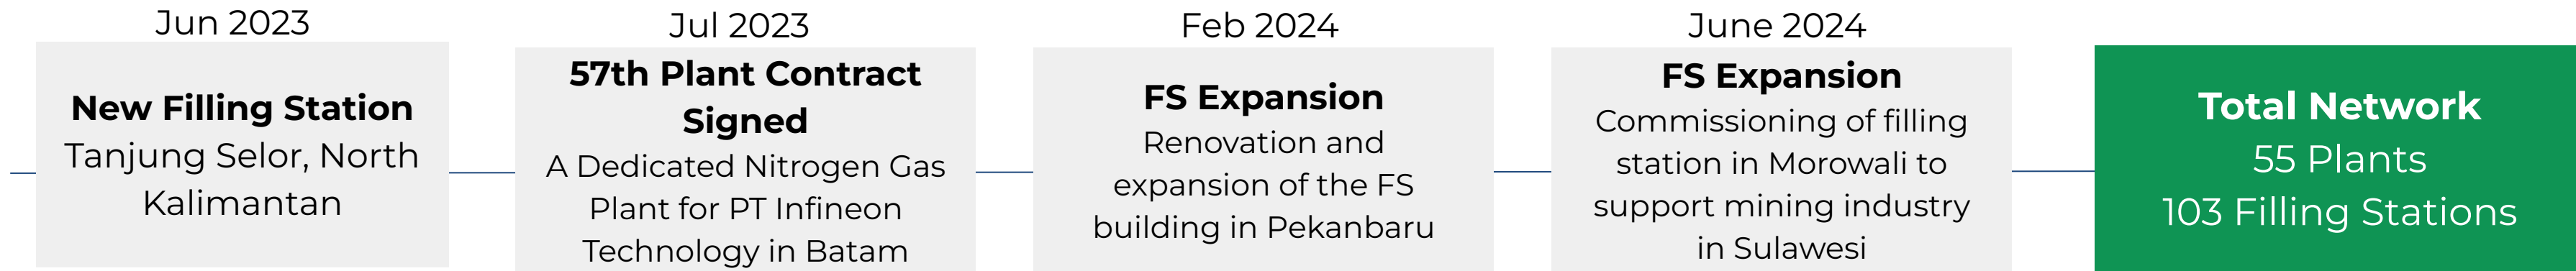 Jun 2023
New Filling Station
Tanjung Selor, North
Kalimantan
Jul 2023
57th Plant Contract
Signed
A Dedicated Nitrogen Gas
Plant for PT Infineon
Technology in Batam
Feb 2024
FS Expansion
Renovation and
expansion of the FS
building in Pekanbaru
June 2024
FS Expansion
Commissioning of filling
station in Morowali to
support mining industry
in Sulawesi
Total Network
55 Plants
103 Filling Stations